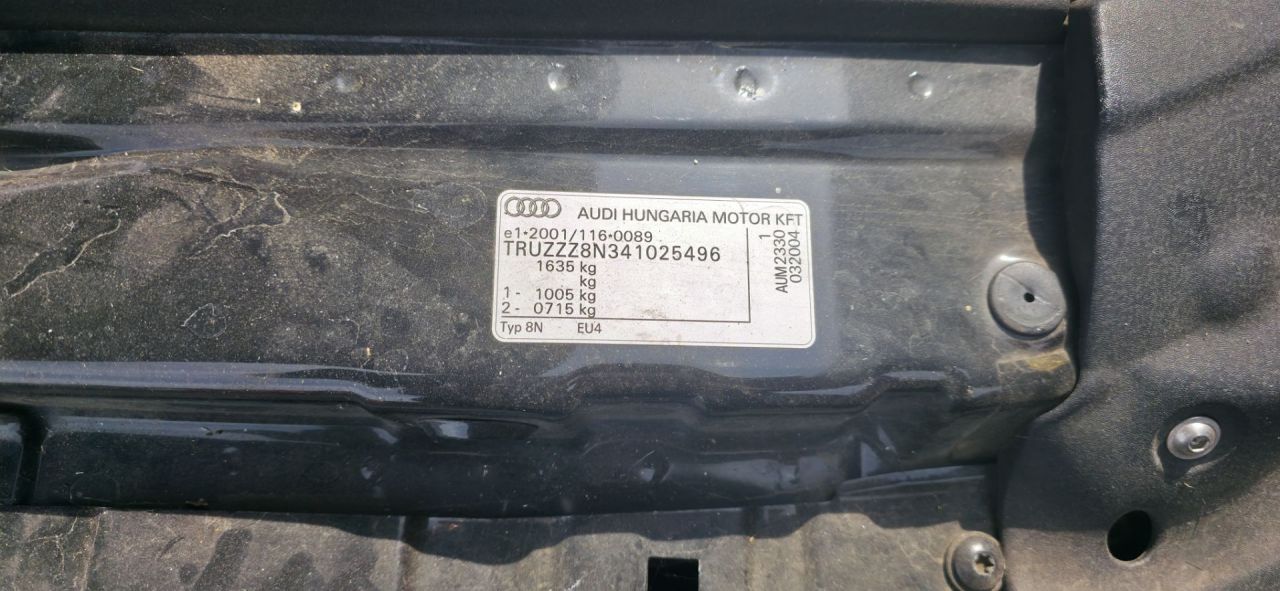 AUDI HUNGARIA MOTOR KFT
e1*2001/116*0089
TRUZZZ8N341025496
1635 kg
kg
1- 1005 kg
2- 0715 kg
Typ 8N EU4
AUM2330 1
032004